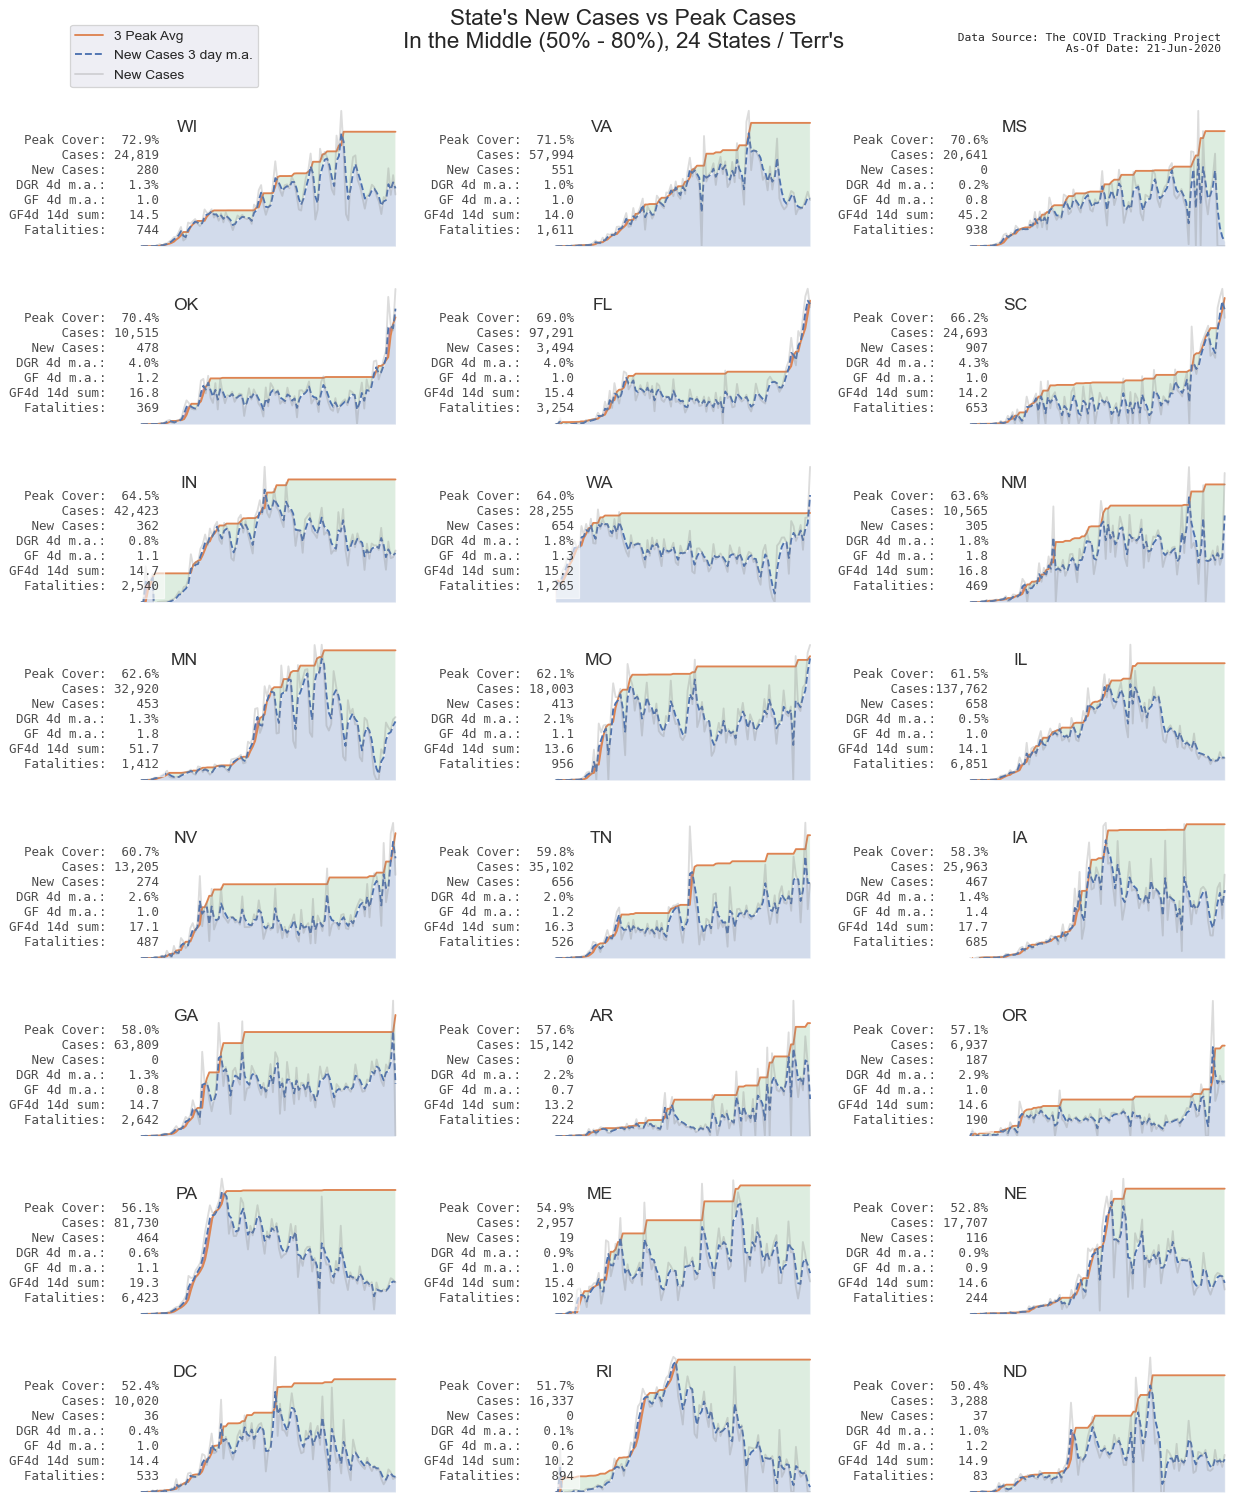 State's New Cases vs Peak Cases
In the Middle (50% - 80%), 24 States / Terr's
3 Peak Avg
New Cases 3 day m.a.
New Cases
Data Source: The COVID Tracking Project
As-Of Date: 21-Jun-2020
WI
Peak Cover: 72.9%
Cases: 24,819
New Cases: 280
DGR 4d m.a.: 1.3%
GF 4d m.a.: 1.0
GF4d 14d sum: 14.5
Fatalities: 744
VA
Peak Cover: 71.5%
Cases: 57,994
New Cases: 551
DGR 4d m.a.: 1.0%
GF 4d m.a.: 1.0
GF4d 14d sum: 14.0
Fatalities: 1,611
MS
Peak Cover: 70.6%
Cases: 20,641
New Cases: 0
DGR 4d m.a.: 0.2%
GF 4d m.a.: 0.8
GF4d 14d sum: 45.2
Fatalities: 938
OK
Peak Cover: 70.4%
Cases: 10,515
New Cases: 478
DGR 4d m.a.: 4.0%
GF 4d m.a.: 1.2
GF4d 14d sum: 16.8
Fatalities: 369
FL
Peak Cover: 69.0%
Cases: 97,291
New Cases: 3,494
DGR 4d m.a.: 4.0%
GF 4d m.a.: 1.0
GF4d 14d sum: 15.4
Fatalities: 3,254
SC
Peak Cover: 66.2%
Cases: 24,693
New Cases: 907
DGR 4d m.a.: 4.3%
GF 4d m.a.: 1.0
GF4d 14d sum: 14.2
Fatalities: 653
IN
Peak Cover: 64.5%
Cases: 42,423
New Cases: 362
DGR 4d m.a.: 0.8%
GF 4d m.a.: 1.1
GF4d 14d sum: 14.7
Fatalities: 2,540
WA
Peak Cover: 64.0%
Cases: 28,255
New Cases: 654
DGR 4d m.a.: 1.8%
GF 4d m.a.: 1.3
GF4d 14d sum: 15.2
Fatalities: 1,265
NM
Peak Cover: 63.6%
Cases: 10,565
New Cases: 305
DGR 4d m.a.: 1.8%
GF 4d m.a.: 1.8
GF4d 14d sum: 16.8
Fatalities: 469
MN
Peak Cover: 62.6%
Cases: 32,920
New Cases: 453
DGR 4d m.a.: 1.3%
GF 4d m.a.: 1.8
GF4d 14d sum: 51.7
Fatalities: 1,412
MO
Peak Cover: 62.1%
Cases: 18,003
New Cases: 413
DGR 4d m.a.: 2.1%
GF 4d m.a.: 1.1
GF4d 14d sum: 13.6
Fatalities: 956
IL
Peak Cover: 61.5%
Cases:137,762
New Cases: 658
DGR 4d m.a.: 0.5%
GF 4d m.a.: 1.0
GF4d 14d sum: 14.1
Fatalities: 6,851
NV
Peak Cover: 60.7%
Cases: 13,205
New Cases: 274
DGR 4d m.a.: 2.6%
GF 4d m.a.: 1.0
GF4d 14d sum: 17.1
Fatalities: 487
TN
Peak Cover: 59.8%
Cases: 35,102
New Cases: 656
DGR 4d m.a.: 2.0%
GF 4d m.a.: 1.2
GF4d 14d sum: 16.3
Fatalities: 526
IA
Peak Cover: 58.3%
Cases: 25,963
New Cases: 467
DGR 4d m.a.: 1.4%
GF 4d m.a.: 1.4
GF4d 14d sum: 17.7
Fatalities: 685
GA
Peak Cover: 58.0%
Cases: 63,809
New Cases: 0
DGR 4d m.a.: 1.3%
GF 4d m.a.: 0.8
GF4d 14d sum: 14.7
Fatalities: 2,642
AR
Peak Cover: 57.6%
Cases: 15,142
New Cases: 0
DGR 4d m.a.: 2.2%
GF 4d m.a.: 0.7
GF4d 14d sum: 13.2
Fatalities: 224
OR
Peak Cover: 57.1%
Cases: 6,937
New Cases: 187
DGR 4d m.a.: 2.9%
GF 4d m.a.: 1.0
GF4d 14d sum: 14.6
Fatalities: 190
PA
Peak Cover: 56.1%
Cases: 81,730
New Cases: 464
DGR 4d m.a.: 0.6%
GF 4d m.a.: 1.1
GF4d 14d sum: 19.3
Fatalities: 6,423
ME
Peak Cover: 54.9%
Cases: 2,957
New Cases: 19
DGR 4d m.a.: 0.9%
GF 4d m.a.: 1.0
GF4d 14d sum: 15.4
Fatalities: 102
NE
Peak Cover: 52.8%
Cases: 17,707
New Cases: 116
DGR 4d m.a.: 0.9%
GF 4d m.a.: 0.9
GF4d 14d sum: 14.6
Fatalities: 244
DC
Peak Cover: 52.4%
Cases: 10,020
New Cases: 36
DGR 4d m.a.: 0.4%
GF 4d m.a.: 1.0
GF4d 14d sum: 14.4
Fatalities: 533
RI
Peak Cover: 51.7%
Cases: 16,337
New Cases: 0
DGR 4d m.a.: 0.1%
GF 4d m.a.: 0.6
GF4d 14d sum: 10.2
Fatalities: 894
ND
Peak Cover: 50.4%
Cases: 3,288
New Cases: 37
DGR 4d m.a.: 1.0%
GF 4d m.a.: 1.2
GF4d 14d sum: 14.9
Fatalities: 83